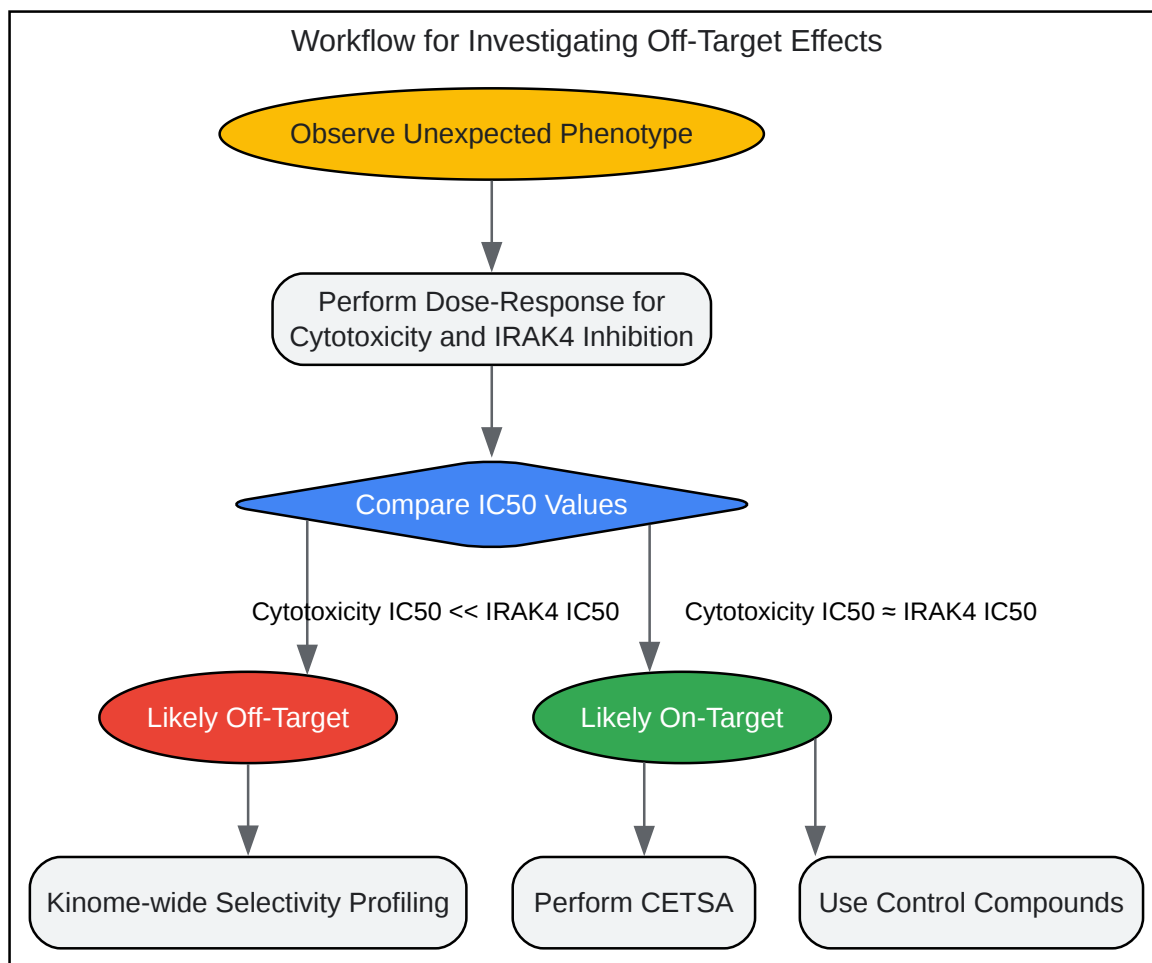 Workflow for Investigating Off-Target Effects
Observe Unexpected Phenotype
Perform Dose-Response for
Cytotoxicity and IRAK4 Inhibition
Compare IC50 Values
Cytotoxicity IC50 << IRAK4 IC50
Cytotoxicity IC50 ≈ IRAK4 IC50
Likely Off-Target
Likely On-Target
Kinome-wide Selectivity Profiling
Perform CETSA
Use Control Compounds